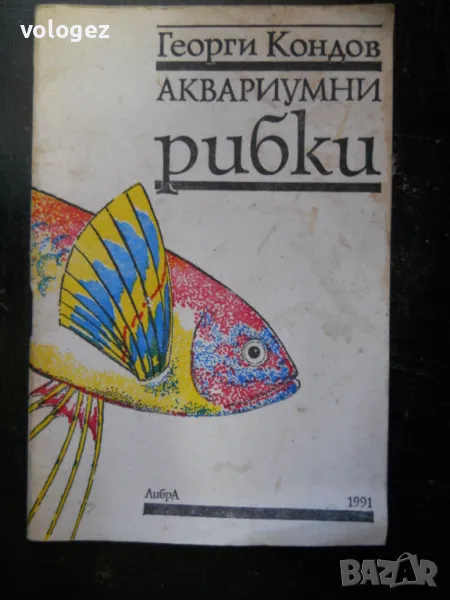 vologez
Георги Кондов
АКВАРИУМНИ
рибки
ЛибрА
1991
BAZAR